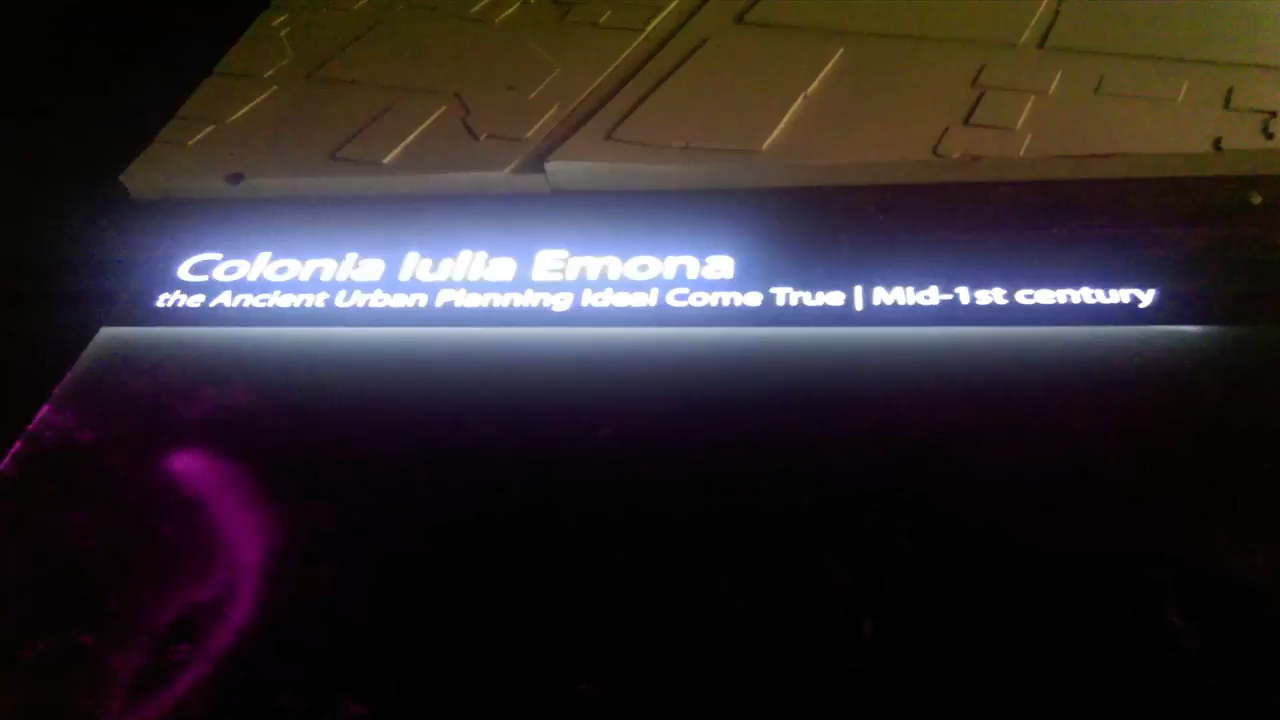 Colonia Iulia Emona
the Ancient Urban Planning Ideal Come True | Mid-1st century